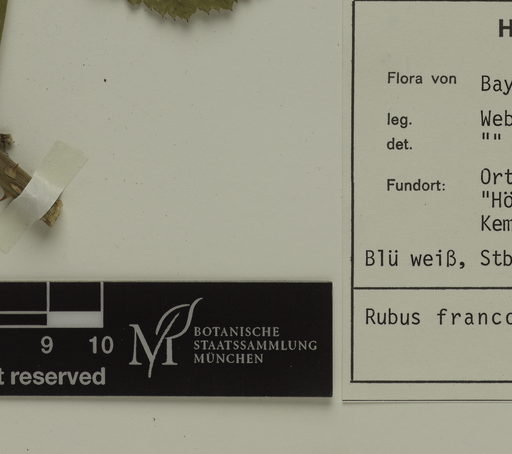 H
Flora von Bay
leg. Web
det. ""
Fundort: Ort
"Hö
Kem
Blü weiß, Stb
Rubus franco
9 10
t reserved
BOTANISCHE
STAATSSAMMLUNG
MÜNCHEN